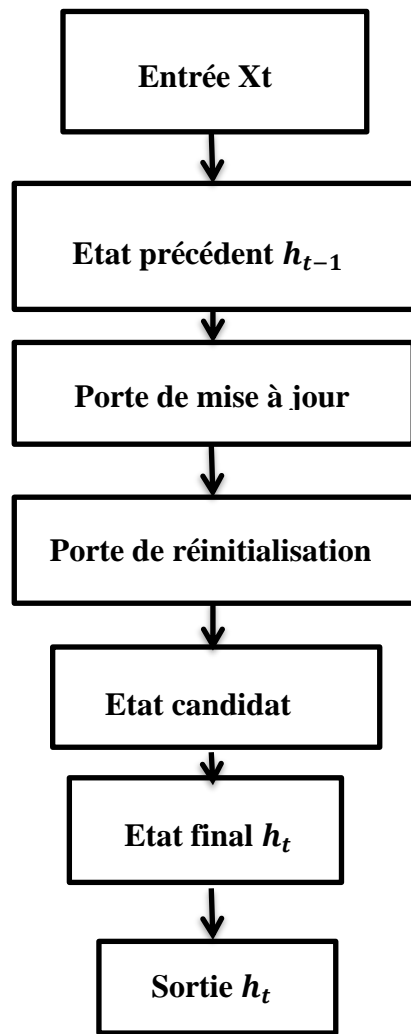 Entrée Xt
Etat précédent h_{t-1}
Porte de mise à jour
Porte de réinitialisation
Etat candidat
Etat final h_t
Sortie h_t